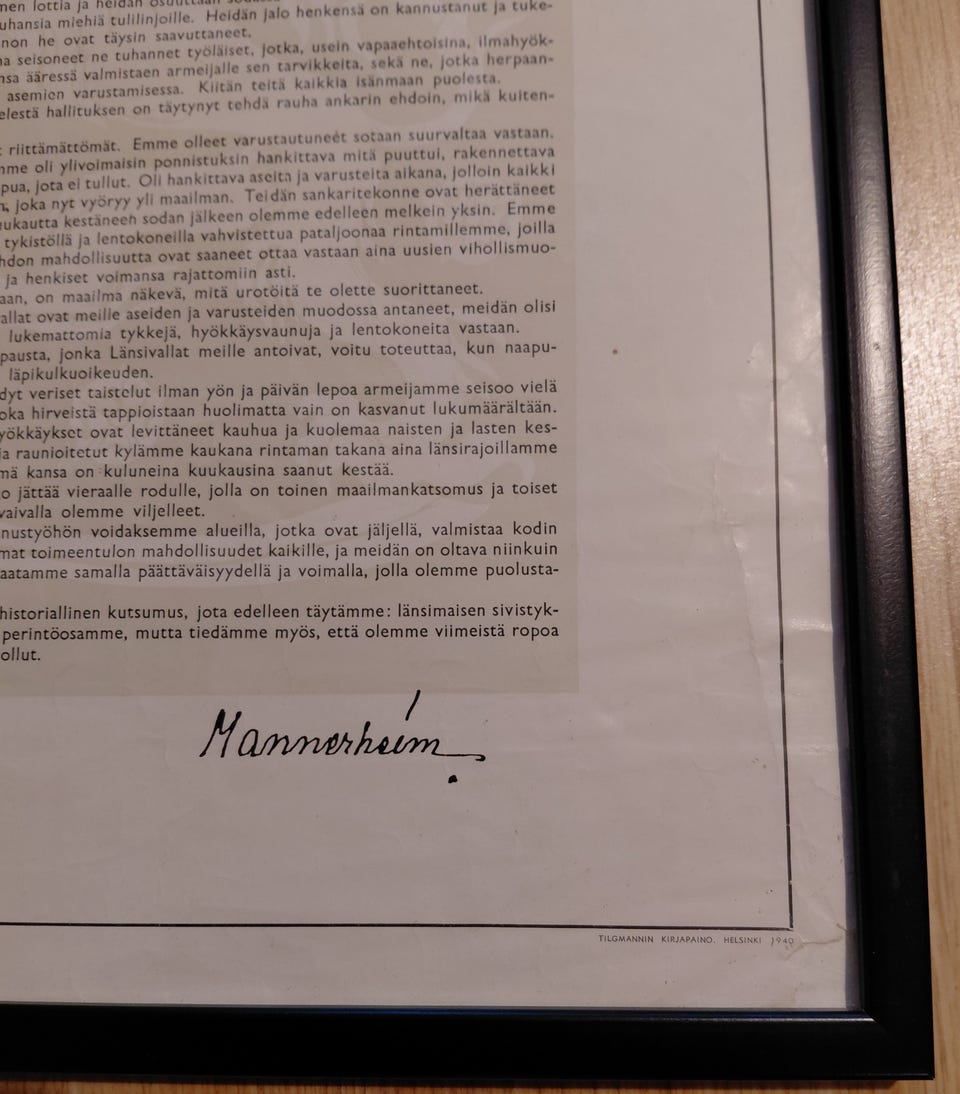 nen lottia ja heidän osuuttaan
uhansia miehiä tulilinjoille. Heidän jalo henkensä on kannustanut ja tuke-
non he ovat täysin saavuttaneet.
na seisoneet ne tuhannet työläiset, jotka, usein vapaaehtoisina, ilmahyök-
nsa ääressä valmistaen armeijalle sen tarvikkeita, sekä ne, jotka herpaan-
asemien varustamisessa. Kiitän teitä kaikkia isänmaan puolesta.
elestä hallituksen on täytynyt tehdä rauha ankarin ehdoin, mikä kuiten-
t riittämättömät. Emme olleet varustautuneet sotaan suurvaltaa vastaan.
nme oli ylivoimaisin ponnistuksin hankittava mitä puuttui, rakennettava
pua, jota ei tullut. Oli hankittava aseita ja varusteita aikana, jolloin kaikki
n, joka nyt vyöryy yli maailman. Teidän sankaritekonne ovat herättäneet
uukautta kestäneen sodan jälkeen olemme edelleen melkein yksin. Emme
tykistöllä ja lentokoneilla vahvistettua pataljoonaa rintamillemme, joilla
hdon mahdollisuutta ovat saaneet ottaa vastaan aina uusien vihollismuo-
ja henkiset voimansa rajattomiin asti.
aan, on maailma näkevä, mitä urotöitä te olette suorittaneet.
allat ovat meille aseiden ja varusteiden muodossa antaneet, meidän olisi
lukemattomia tykkejä, hyökkäysvaunuja ja lentokoneita vastaan.
pausta, jonka Länsivallat meille antoivat, voitu toteuttaa, kun naapu-
läpikulkuoikeuden.
dyt veriset taistelut ilman yön ja päivän lepoa armeijamme seisoo vielä
oka hirveistä tappioistaan huolimatta vain on kasvanut lukumäärältään.
yökkäykset ovat levittäneet kauhua ja kuolemaa naisten ja lasten kes-
ja raunioitetut kylämme kaukana rintaman takana aina länsirajoillamme
mä kansa on kuluneina kuukausina saanut kestää.
o jättää vieraalle rodulle, jolla on toinen maailmankatsomus ja toiset
vaivalla olemme viljelleet.
nustyöhön voidaksemme alueilla, jotka ovat jäljellä, valmistaa kodin
mat toimeentulon mahdollisuudet kaikille, ja meidän on oltava niinkuin
aatamme samalla päättäväisyydellä ja voimalla, jolla olemme puolusta-
historiallinen kutsumus, jota edelleen täytämme: länsimaisen sivistyk-
perintöosamme, mutta tiedämme myös, että olemme viimeistä ropoa
ollut.
Mannerheim
TILGMANNIN KIRJAPAINO, HELSINKI 1940